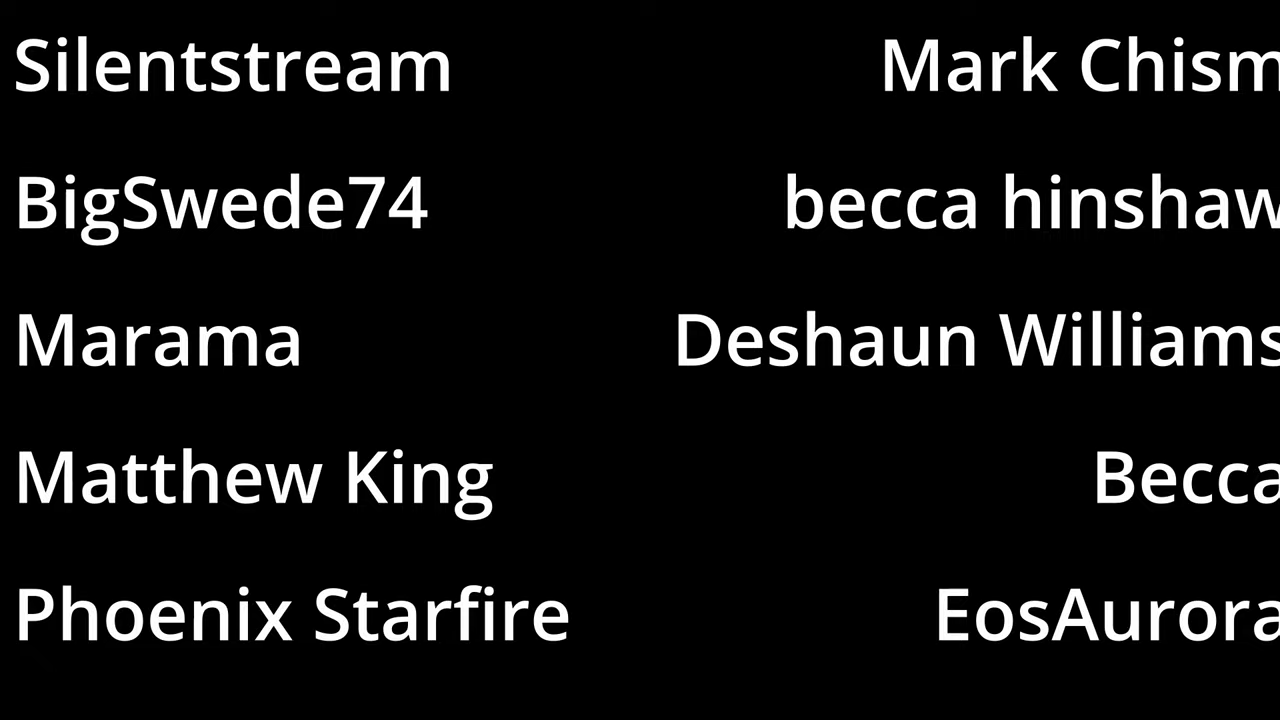 Silentstream
Mark Chism
BigSwede74
becca hinshaw
Marama
Deshaun Williams
Matthew King
Becca
Phoenix Starfire
EosAurora